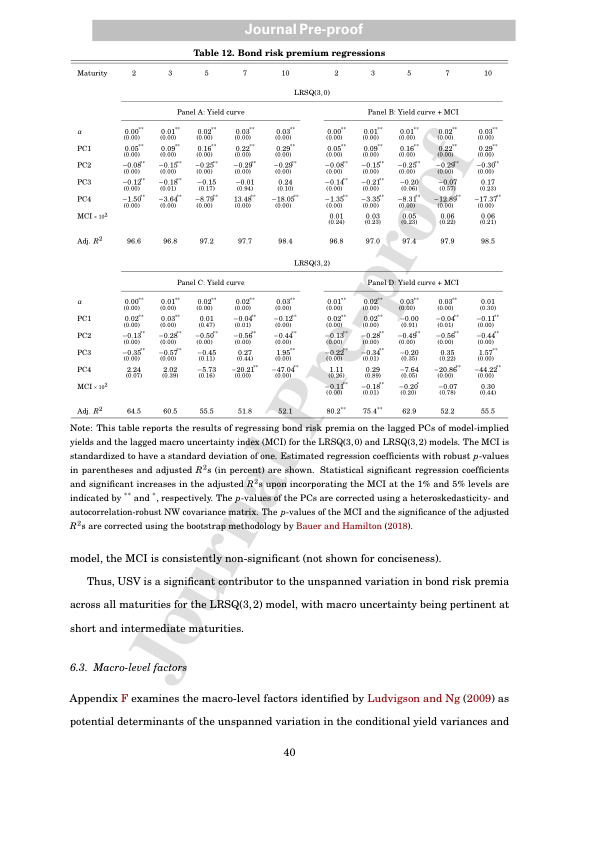 Journal Pre-proof
Table 12. Bond risk premium regressions
Maturity 2 3 5 7 10 2 3 5 7 10
LRSQ(3,0)
Panel A: Yield curve Panel B: Yield curve + MCI
α 0.00** 0.01** 0.02** 0.03** 0.03** 0.00** 0.01** 0.01** 0.02** 0.03**
(0.00) (0.00) (0.00) (0.00) (0.00) (0.00) (0.00) (0.00) (0.00) (0.00)
PC1 0.05** 0.09** 0.16** 0.22** 0.29** 0.05** 0.09** 0.16** 0.22** 0.29**
(0.00) (0.00) (0.00) (0.00) (0.00) (0.00) (0.00) (0.00) (0.00) (0.00)
PC2 −0.08** −0.15** −0.25** −0.29** −0.29** −0.08** −0.15** −0.25** −0.29** −0.30**
(0.00) (0.00) (0.00) (0.00) (0.00) (0.00) (0.00) (0.00) (0.00) (0.00)
PC3 −0.12** −0.18** −0.15 −0.01 0.24 −0.14** −0.21** −0.20 −0.07 0.17
(0.00) (0.01) (0.17) (0.94) (0.10) (0.00) (0.00) (0.06) (0.57) (0.23)
PC4 −1.50** −3.64** −8.79** 13.48** −18.05** −1.35** −3.35** −8.31** −12.89** −17.37**
(0.00) (0.00) (0.00) (0.00) (0.00) (0.00) (0.00) (0.00) (0.00) (0.00)
MCI × 10² 0.01 0.03 0.05 0.06 0.06
(0.24) (0.23) (0.23) (0.22) (0.21)
Adj. R² 96.6 96.8 97.2 97.7 98.4 96.8 97.0 97.4 97.9 98.5
LRSQ(3,2)
Panel C: Yield curve Panel D: Yield curve + MCI
α 0.00** 0.01** 0.02** 0.02** 0.03** 0.01** 0.02** 0.03** 0.03** 0.01
(0.00) (0.00) (0.00) (0.00) (0.00) (0.00) (0.00) (0.00) (0.00) (0.30)
PC1 0.02** 0.03** 0.01 −0.04** −0.12** 0.02** 0.02** −0.00 −0.04** −0.11**
(0.00) (0.00) (0.47) (0.01) (0.00) (0.00) (0.00) (0.91) (0.01) (0.00)
PC2 −0.13** −0.28** −0.50** −0.56** −0.44** −0.13** −0.28** −0.49** −0.56** −0.44**
(0.00) (0.00) (0.00) (0.00) (0.00) (0.00) (0.00) (0.00) (0.00) (0.00)
PC3 −0.35** −0.57** −0.45 0.27 1.95** −0.22** −0.34** −0.20 0.35 1.57**
(0.00) (0.00) (0.11) (0.44) (0.00) (0.00) (0.01) (0.35) (0.22) (0.00)
PC4 2.24 2.02 −5.73 −20.21** −47.04** 1.11 0.29 −7.64 −20.86** −44.22**
(0.07) (0.39) (0.16) (0.00) (0.00) (0.26) (0.89) (0.05) (0.00) (0.00)
MCI × 10² −0.11** −0.18** −0.20* −0.07 0.30
(0.00) (0.01) (0.20) (0.78) (0.44)
Adj. R² 64.5 60.5 55.5 51.8 52.1 80.2** 75.4** 62.9 52.2 55.5
Note: This table reports the results of regressing bond risk premium on the lagged PCs of model-implied
yields and the lagged macro uncertainty index (MCI) for the LRSQ(3,0) and LRSQ(3,2) models. The MCI is
standardized to have a standard deviation of one. Estimated regression coefficients with robust p-values
in parentheses and adjusted R²s (in percent) are shown. Statistical significant regression coefficients
and significant increases in the adjusted R²s upon incorporating the MCI at the 1% and 5% levels are
indicated by ** and *, respectively. The p-values of the PCs are corrected using a heteroskedasticity- and
autocorrelation-robust NW covariance matrix. The p-values of the MCI and the significance of the adjusted
R²s are corrected using the bootstrap methodology by Bauer and Hamilton (2018).
model, the MCI is consistently non-significant (not shown for conciseness).
Thus, USV is a significant contributor to the unspanned variation in bond risk premia
across all maturities for the LRSQ(3,2) model, with macro uncertainty being pertinent at
short and intermediate maturities.
6.3. Macro-level factors
Appendix F examines the macro-level factors identified by Ludvigson and Ng (2009) as
potential determinants of the unspanned variation in the conditional yield variances and
40
Journal Pre-proof